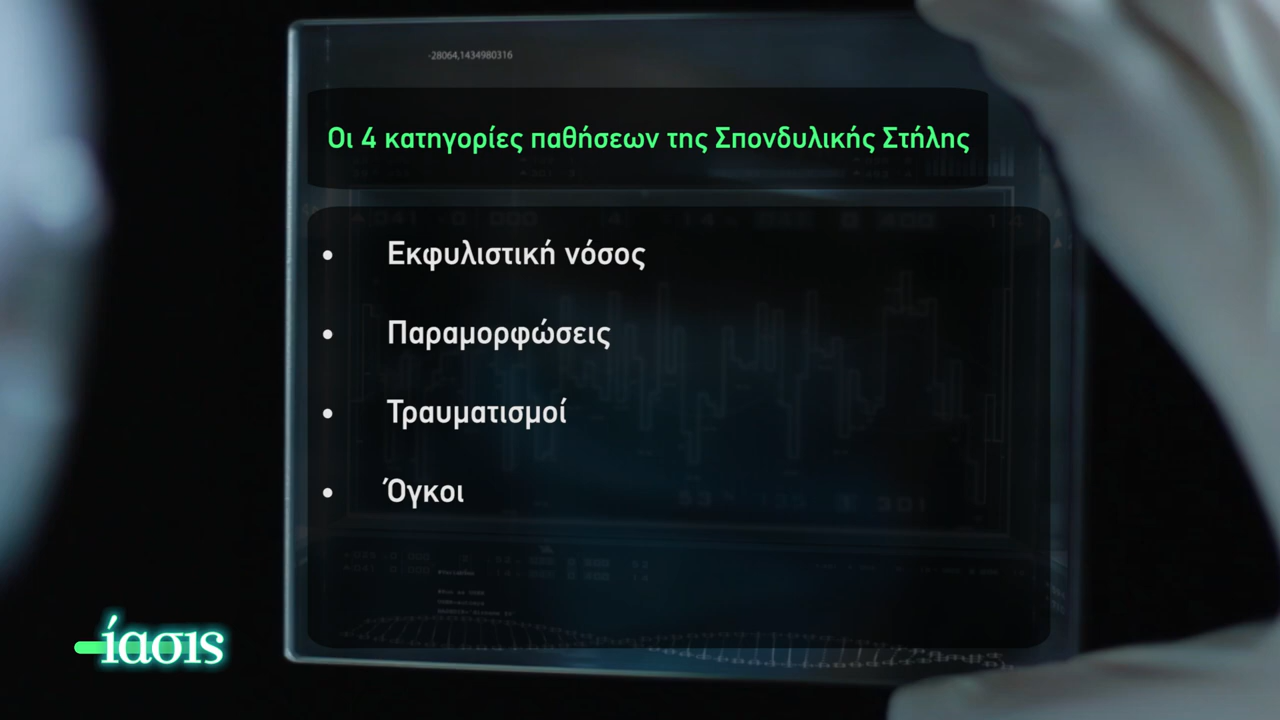 -28064,1434980316
Οι 4 κατηγορίες παθήσεων της Σπονδυλικής Στήλης
• Εκφυλιστική νόσος
• Παραμορφώσεις
• Τραυματισμοί
• Όγκοι
ίασις